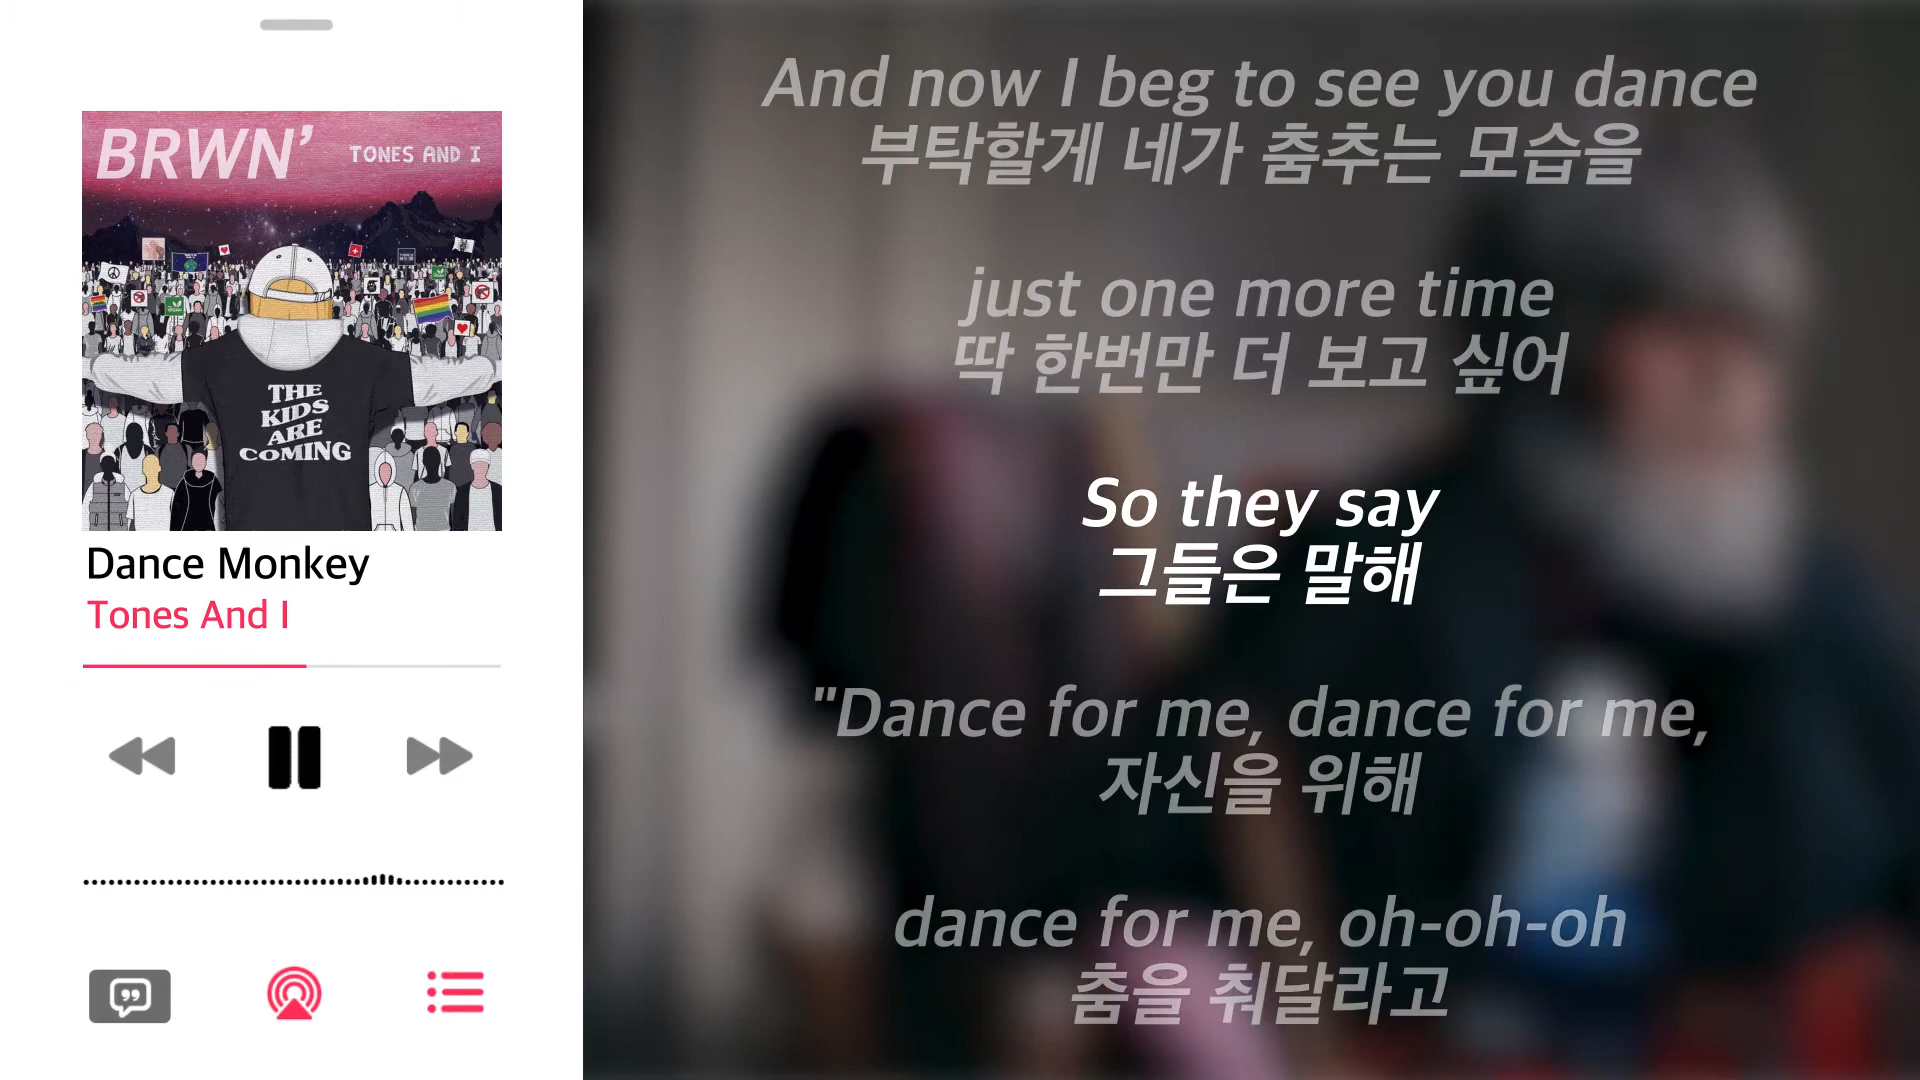 BRWN’
TONES AND I
THE
KIDS
ARE
COMING
Dance Monkey
Tones And I
And now I beg to see you dance
부탁할게 네가 춤추는 모습을
just one more time
딱 한번만 더 보고 싶어
So they say
그들은 말해
"Dance for me, dance for me,
자신을 위해
dance for me, oh-oh-oh
춤을 춰달라고